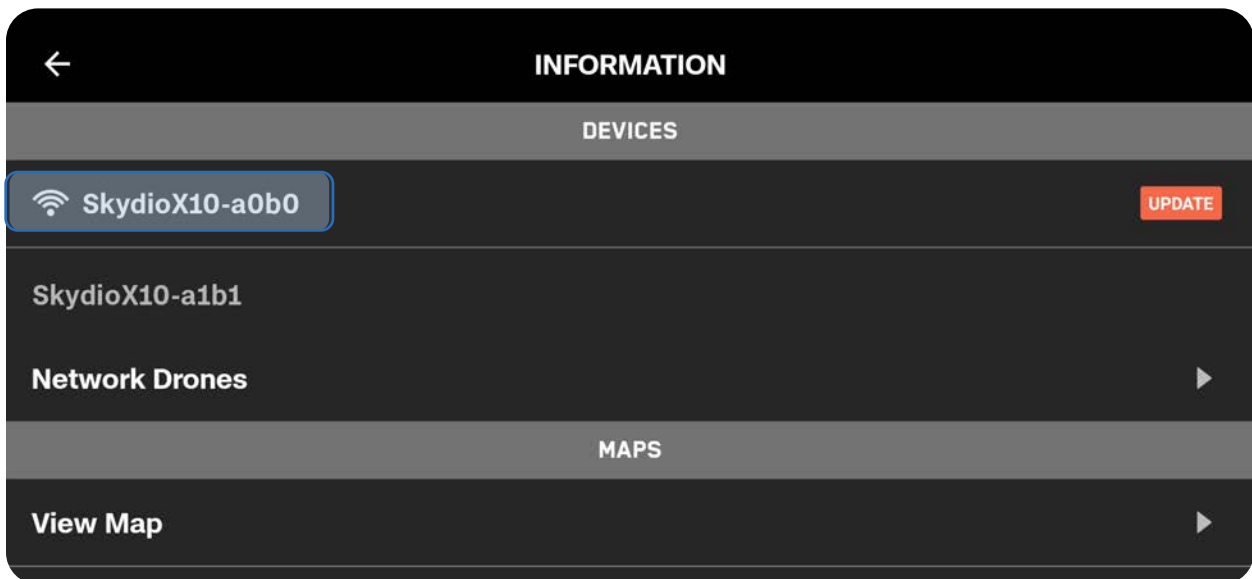 INFORMATION
DEVICES
SkydioX10-a0b0
UPDATE
SkydioX10-a1b1
Network Drones
MAPS
View Map